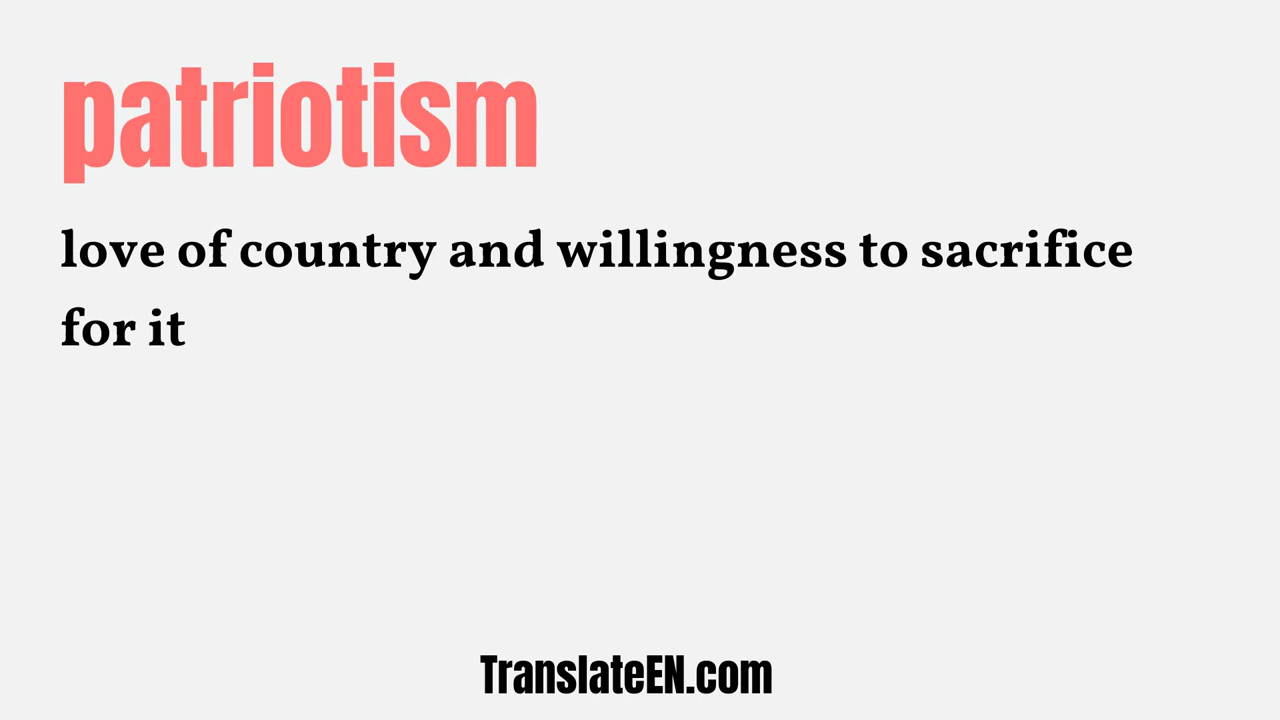 patriotism
love of country and willingness to sacrifice
for it
TranslateEN.com